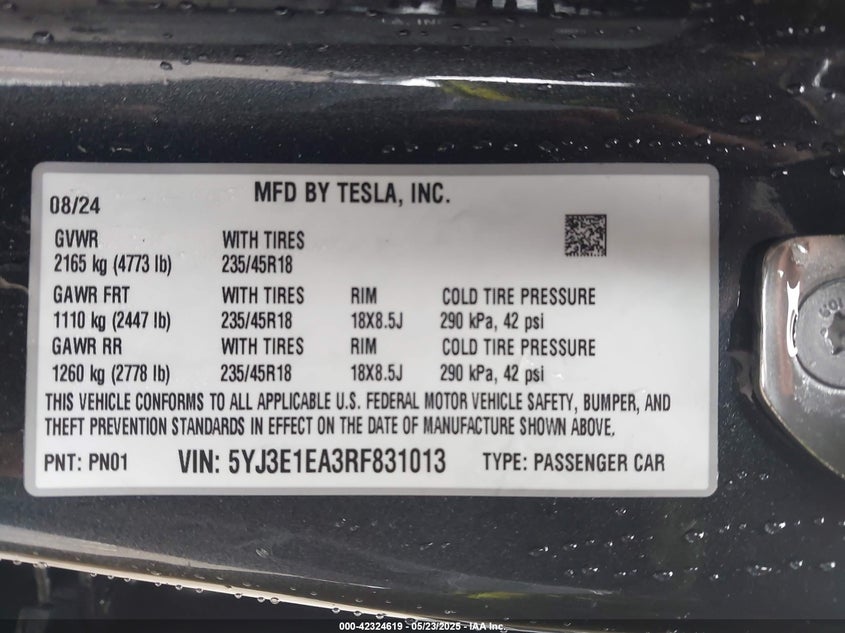 08/24 MFD BY TESLA, INC.
GVWR WITH TIRES
2165 kg (4773 lb) 235/45R18
GAWR FRT WITH TIRES RIM COLD TIRE PRESSURE
1110 kg (2447 lb) 235/45R18 18X8.5J 290 kPa, 42 psi
GAWR RR WITH TIRES RIM COLD TIRE PRESSURE
1260 kg (2778 lb) 235/45R18 18X8.5J 290 kPa, 42 psi
THIS VEHICLE CONFORMS TO ALL APPLICABLE U.S. FEDERAL MOTOR VEHICLE SAFETY, BUMPER, AND
THEFT PREVENTION STANDARDS IN EFFECT ON THE DATE OF MANUFACTURE SHOWN ABOVE.
PNT: PN01 VIN: 5YJ3E1EA3RF831013 TYPE: PASSENGER CAR
000-42324619 - 05/23/2025 - IAA Inc.